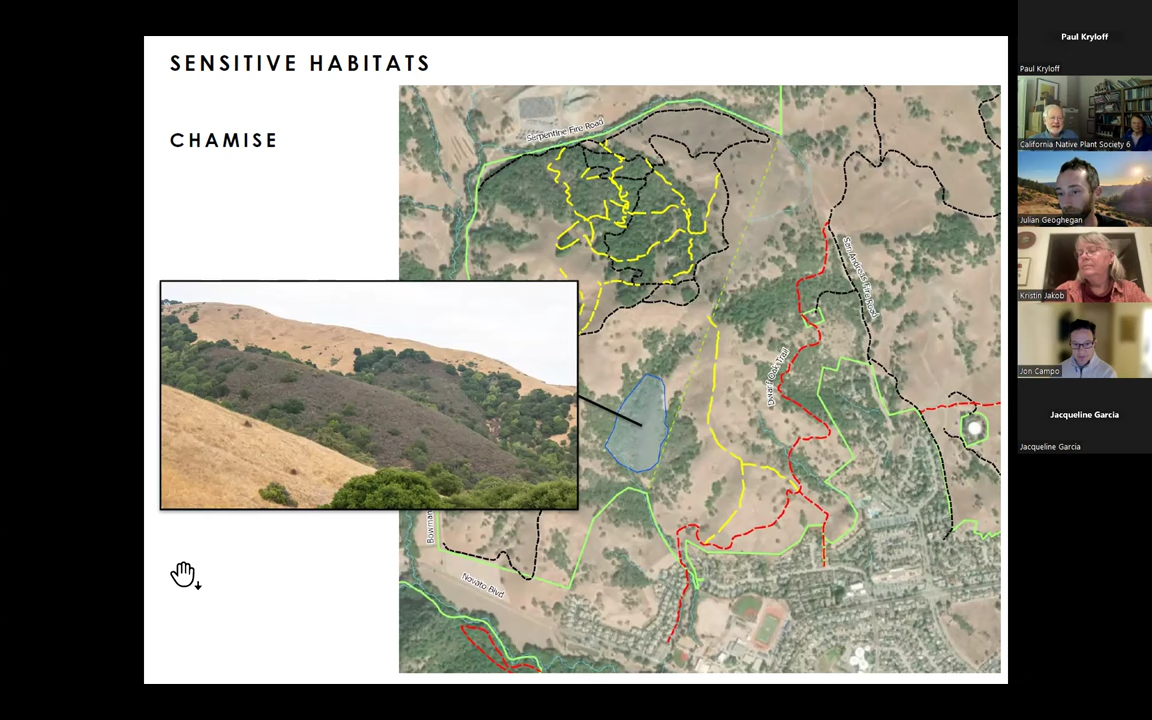 SENSITIVE HABITATS
CHAMISE
Serpentine Fire Road
San Andreas Fire Road
Dwarf Oak Trail
Bowman
Novato Blvd
Paul Kryloff
Paul Kryloff
California Native Plant Society 6
Julian Geoghegan
Kristin Jakob
Jon Campo
Jacqueline Garcia
Jacqueline Garcia